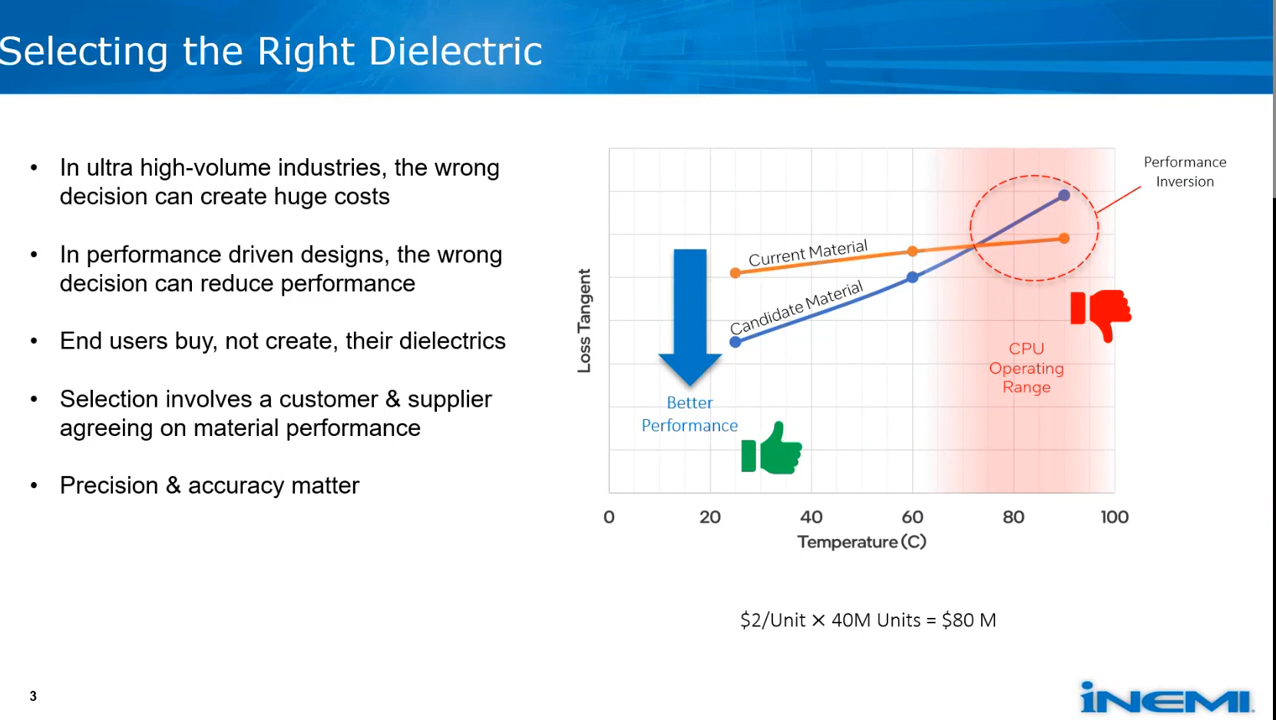 Selecting the Right Dielectric
• In ultra high-volume industries, the wrong
decision can create huge costs
• In performance driven designs, the wrong
decision can reduce performance
• End users buy, not create, their dielectrics
• Selection involves a customer & supplier
agreeing on material performance
• Precision & accuracy matter
Performance
Inversion
Current Material
Candidate Material
Loss Tangent
Better
Performance
CPU
Operating
Range
0 20 40 60 80 100
Temperature (C)
$2/Unit × 40M Units = $80 M
3
iNEMI.